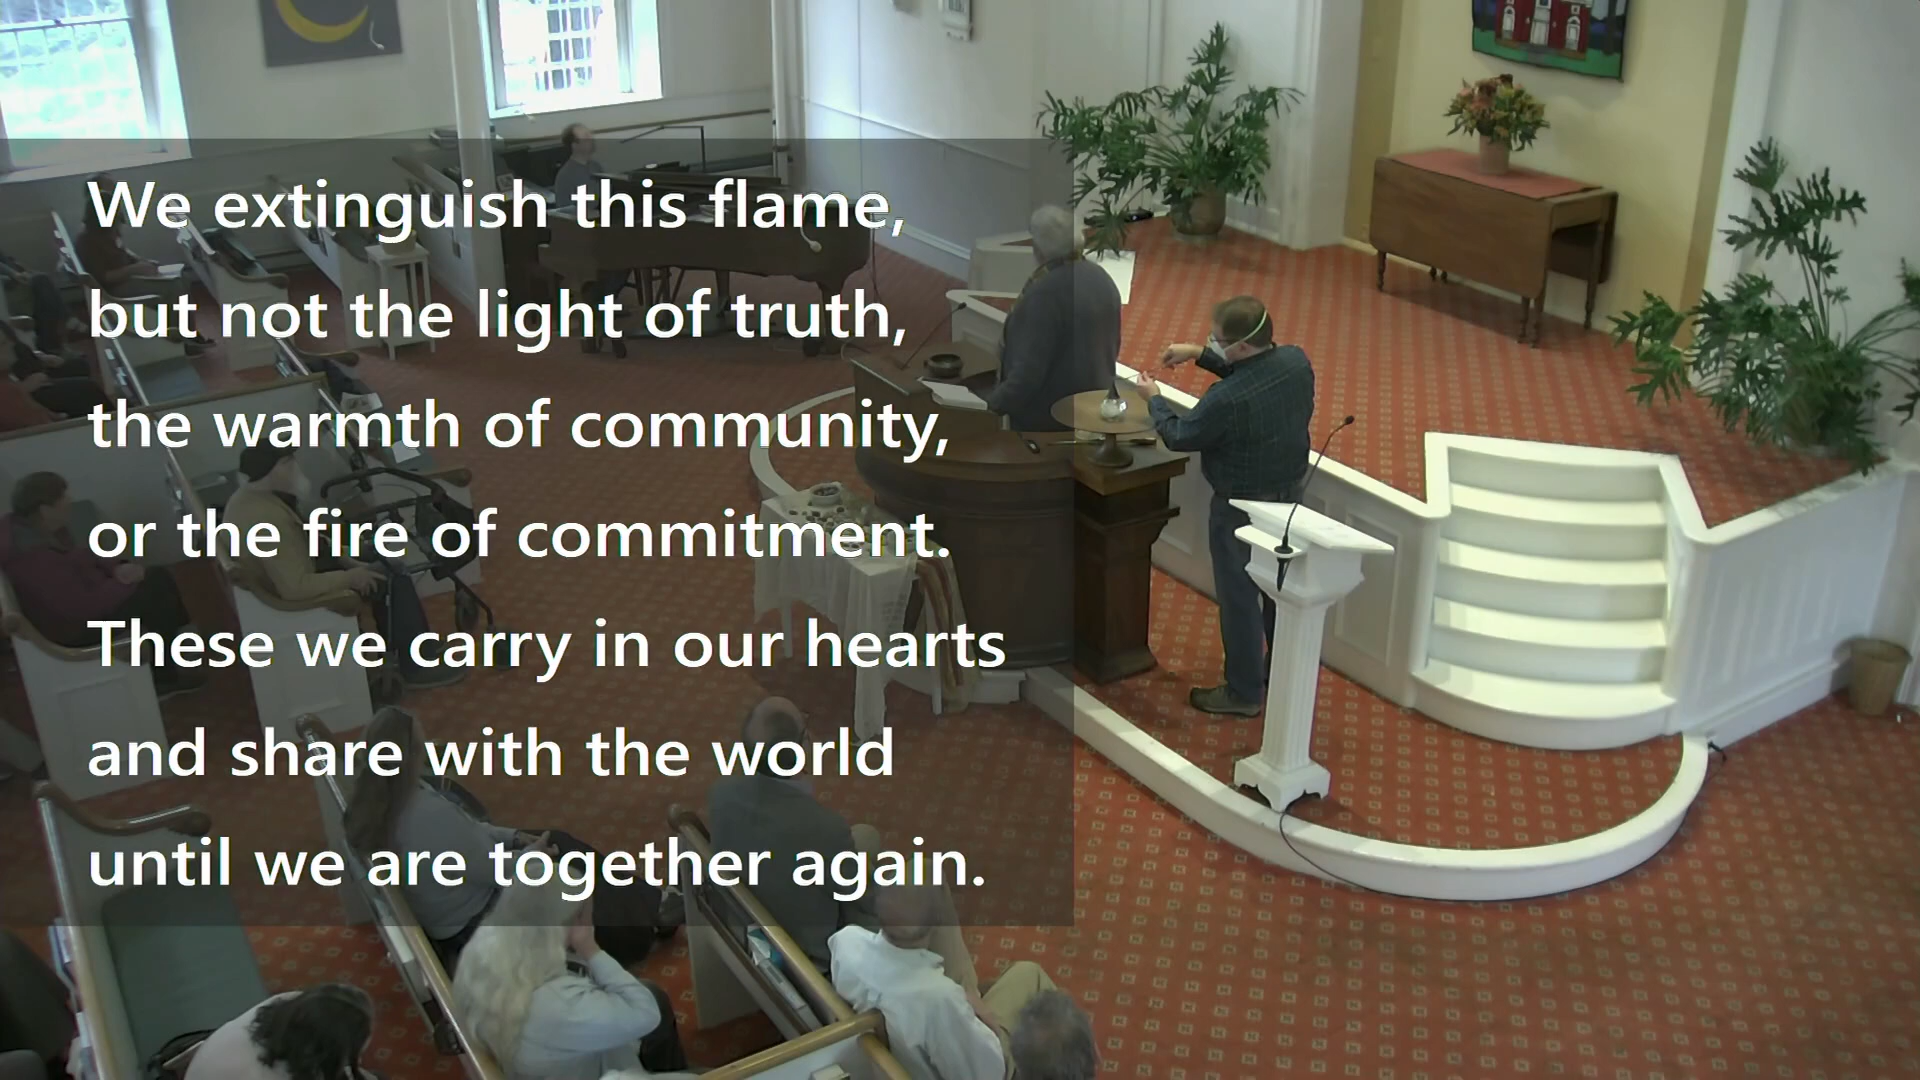 We extinguish this flame,
but not the light of truth,
the warmth of community,
or the fire of commitment.
These we carry in our hearts
and share with the world
until we are together again.